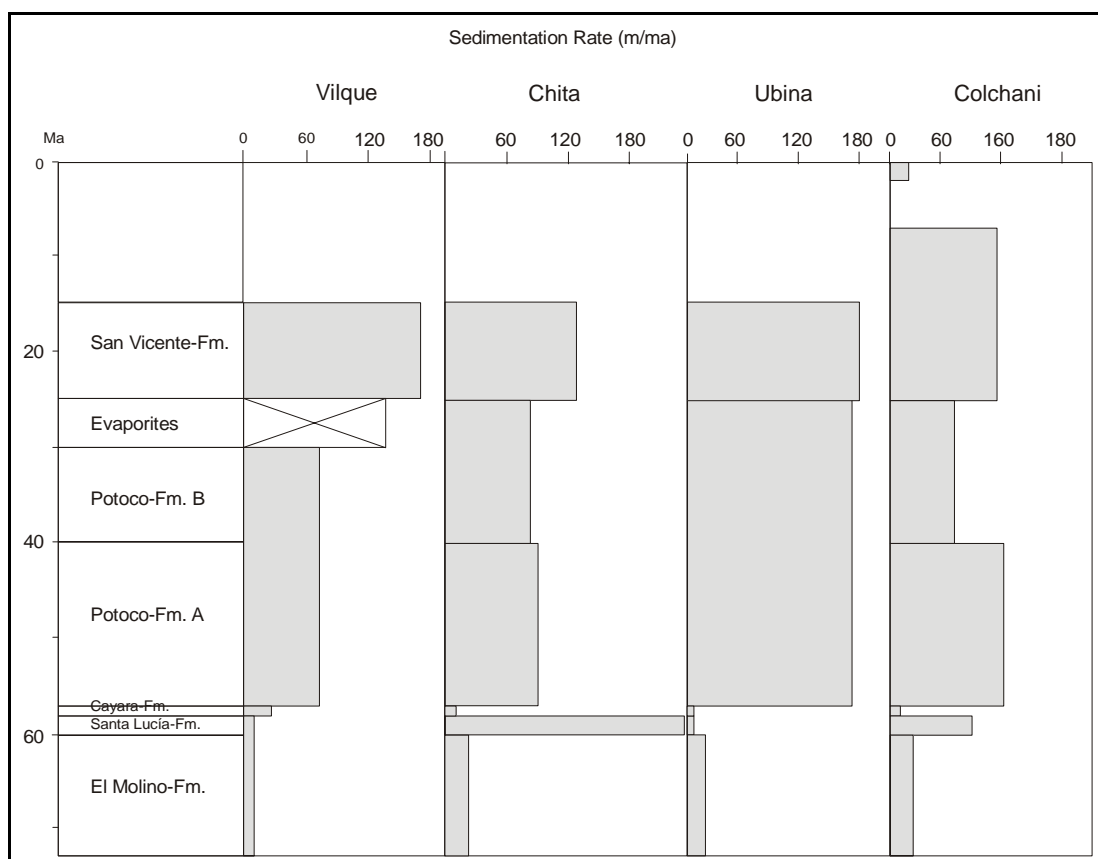 Sedimentation Rate (m/ma)
Vilque Chita Ubina Colchani
Ma 0 60 120 180 60 120 180 0 60 120 180 0 60 160 180
0
San Vicente-Fm.
20
Evaporites
Potoco-Fm. B
40
Potoco-Fm. A
Cayara-Fm.
Santa Lucía-Fm.
60
El Molino-Fm.